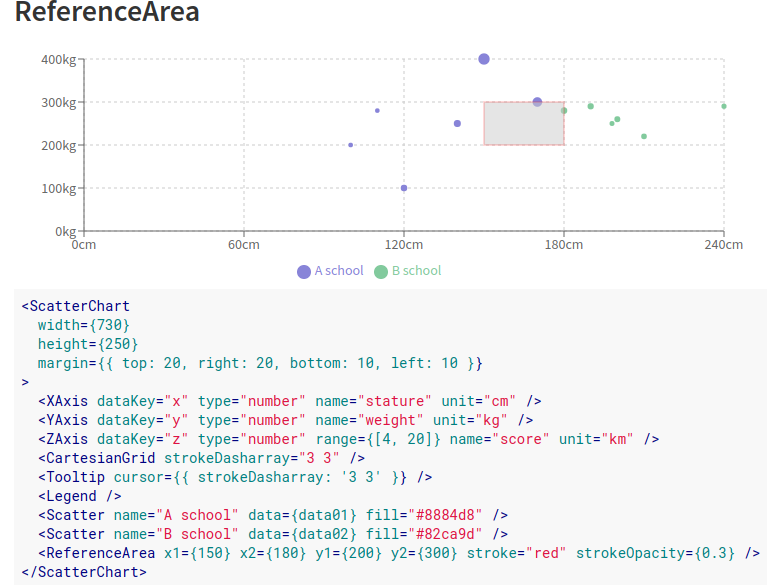 ReferenceArea
400kg
300kg
200kg
100kg
0kg
0cm 60cm 120cm 180cm 240cm
A school B school
<ScatterChart
  width={730}
  height={250}
  margin={{ top: 20, right: 20, bottom: 10, left: 10 }}
>
  <XAxis dataKey="x" type="number" name="stature" unit="cm" />
  <YAxis dataKey="y" type="number" name="weight" unit="kg" />
  <ZAxis dataKey="z" type="number" range={[4, 20]} name="score" unit="km" />
  <CartesianGrid strokeDasharray="3 3" />
  <Tooltip cursor={{ strokeDasharray: '3 3' }} />
  <Legend />
  <Scatter name="A school" data={data01} fill="#8884d8" />
  <Scatter name="B school" data={data02} fill="#82ca9d" />
  <ReferenceArea x1={150} x2={180} y1={200} y2={300} stroke="red" strokeOpacity={0.3} />
</ScatterChart>